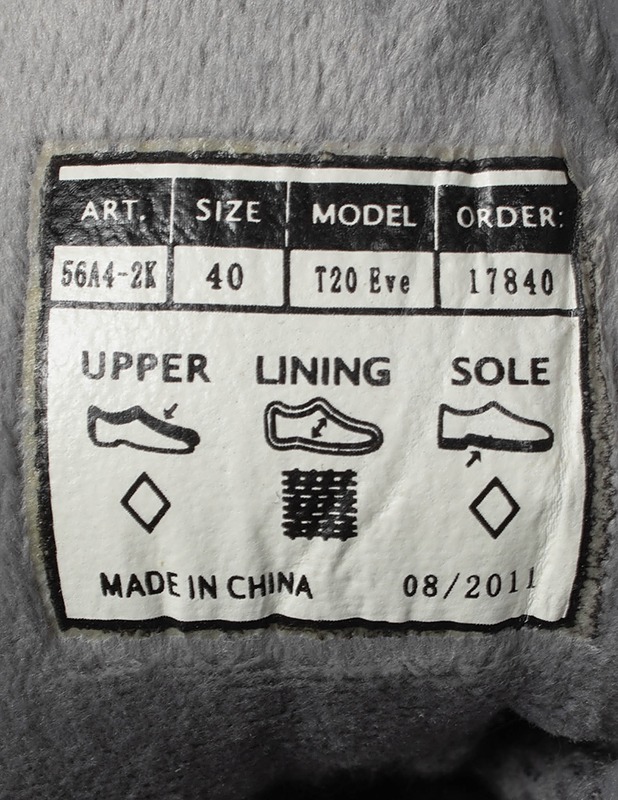 ART. SIZE MODEL ORDER:
56A4-2K 40 T20 Eve 17840
UPPER LINING SOLE
MADE IN CHINA 08/2011